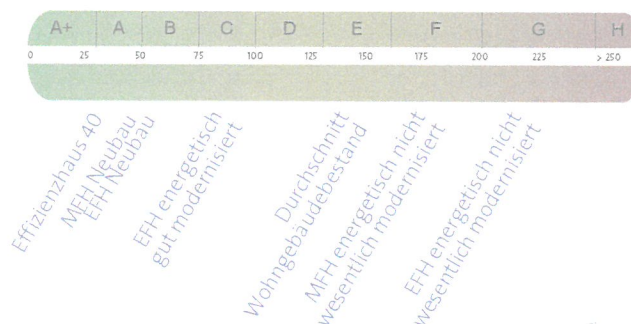 A+ A B C D E F G H
0 25 50 75 100 125 150 175 200 225 > 250
Effizienzhaus 40
MFH Neubau
EFH Neubau
EFH energetisch
gut modernisiert
Durchschnitt
Wohngebäudebestand
MFH energetisch nicht
wesentlich modernisiert
EFH energetisch nicht
wesentlich modernisiert